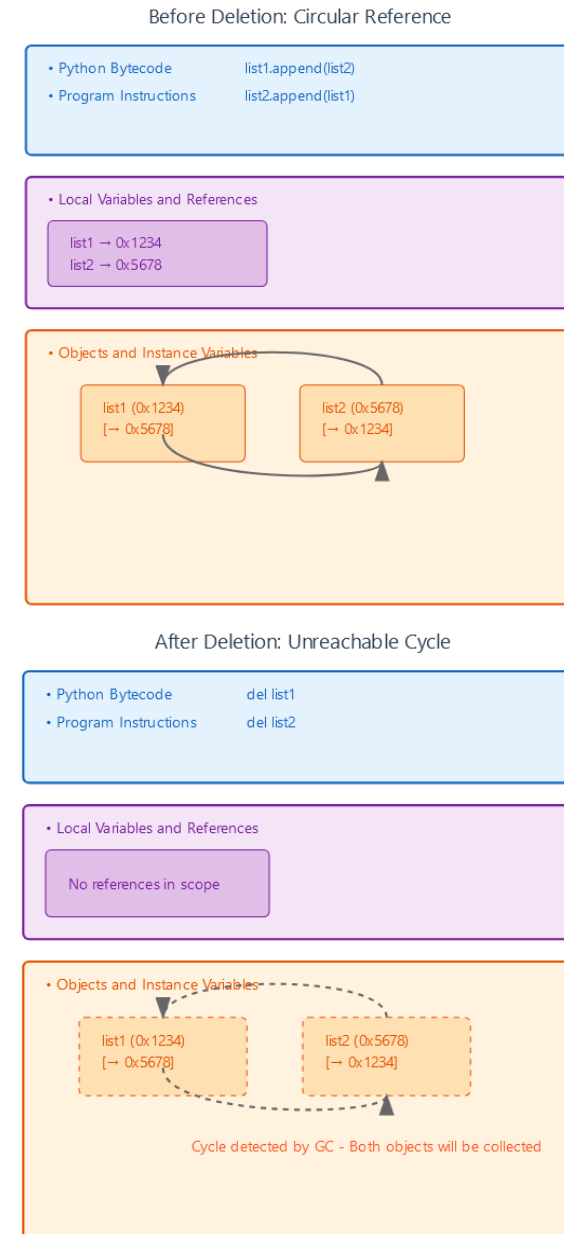 Before Deletion: Circular Reference
• Python Bytecode list1.append(list2)
• Program Instructions list2.append(list1)
• Local Variables and References
list1 → 0x1234
list2 → 0x5678
• Objects and Instance Variables
list1 (0x1234)
[→ 0x5678]
list2 (0x5678)
[→ 0x1234]
After Deletion: Unreachable Cycle
• Python Bytecode del list1
• Program Instructions del list2
• Local Variables and References
No references in scope
• Objects and Instance Variables
list1 (0x1234)
[→ 0x5678]
list2 (0x5678)
[→ 0x1234]
Cycle detected by GC - Both objects will be collected